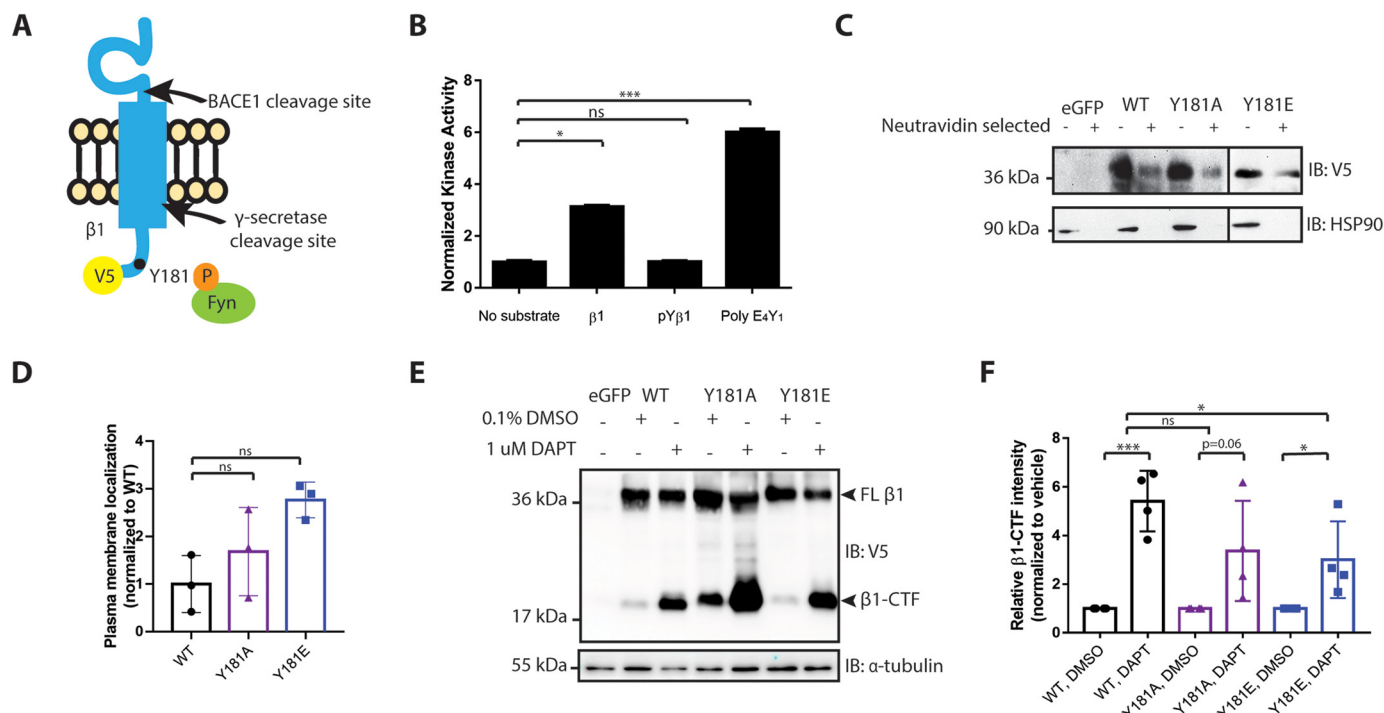 A
BACE1 cleavage site
β1
γ-secretase
cleavage site
V5
Y181
P
Fyn
B
Normalized Kinase Activity
8
6
4
2
0
***
ns
*
No substrate
β1
pYβ1
Poly E₄Y₁
C
eGFP WT Y181A Y181E
Neutravidin selected - + - + - + - +
36 kDa
IB: V5
90 kDa
IB: HSP90
D
Plasma membrane localization
(normalized to WT)
4
3
2
1
0
ns
ns
WT
Y181A
Y181E
E
eGFP WT Y181A Y181E
0.1% DMSO - + - + - + -
1 uM DAPT - - + - + - +
36 kDa
FL β1
IB: V5
17 kDa
β1-CTF
55 kDa
IB: α-tubulin
F
Relative β1-CTF intensity
(normalized to vehicle)
8
6
4
2
0
*
ns
***
p=0.06
*
WT, DMSO
WT, DAPT
Y181A, DMSO
Y181A, DAPT
Y181E, DMSO
Y181E, DAPT